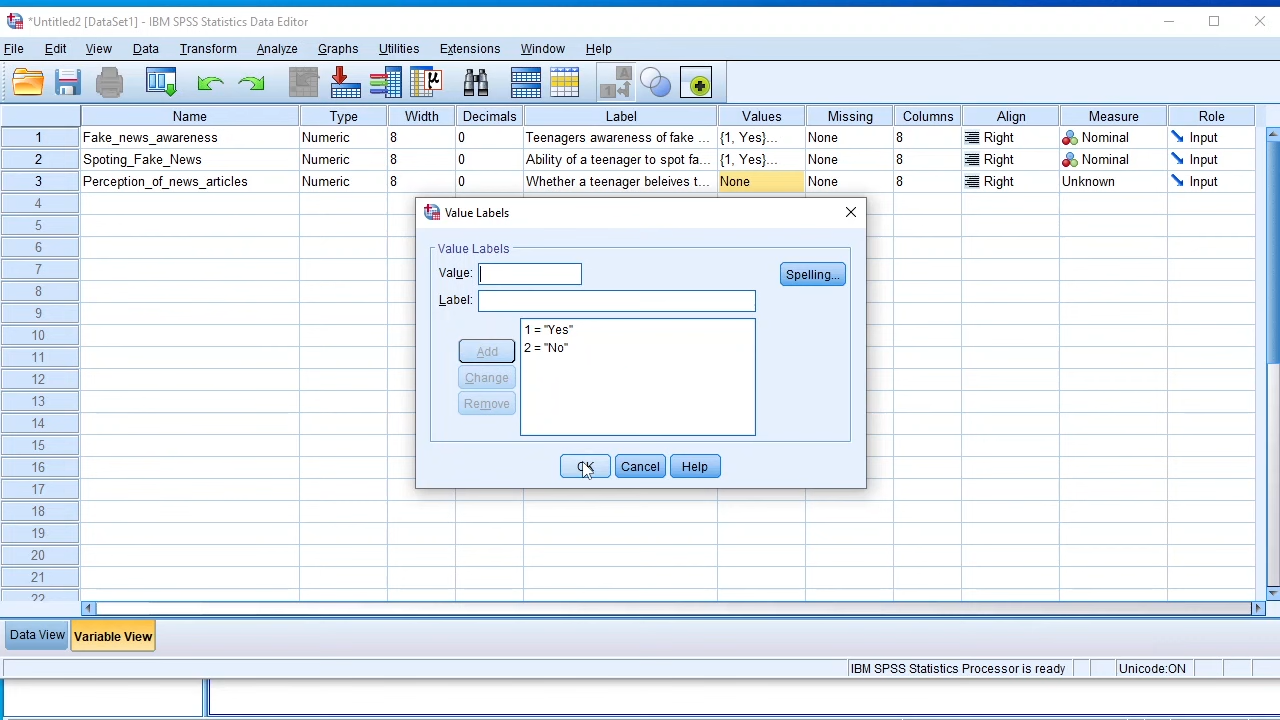 *Untitled2 [DataSet1] - IBM SPSS Statistics Data Editor
File Edit View Data Transform Analyze Graphs Utilities Extensions Window Help
Name Type Width Decimals Label Values Missing Columns Align Measure Role
1 Fake_news_awareness Numeric 8 0 Teenagers awareness of fake ... {1, Yes}... None 8 Right Nominal Input
2 Spoting_Fake_News Numeric 8 0 Ability of a teenager to spot fa... {1, Yes}... None 8 Right Nominal Input
3 Perception_of_news_articles Numeric 8 0 Whether a teenager beleives t... None None 8 Right Unknown Input
4
5
6
7
8
9
10
11
12
13
14
15
16
17
18
19
20
21
22
Value Labels
Value Labels
Value: Spelling...
Label:
1 = "Yes"
2 = "No"
Add
Change
Remove
OK Cancel Help
Data View Variable View
IBM SPSS Statistics Processor is ready Unicode:ON